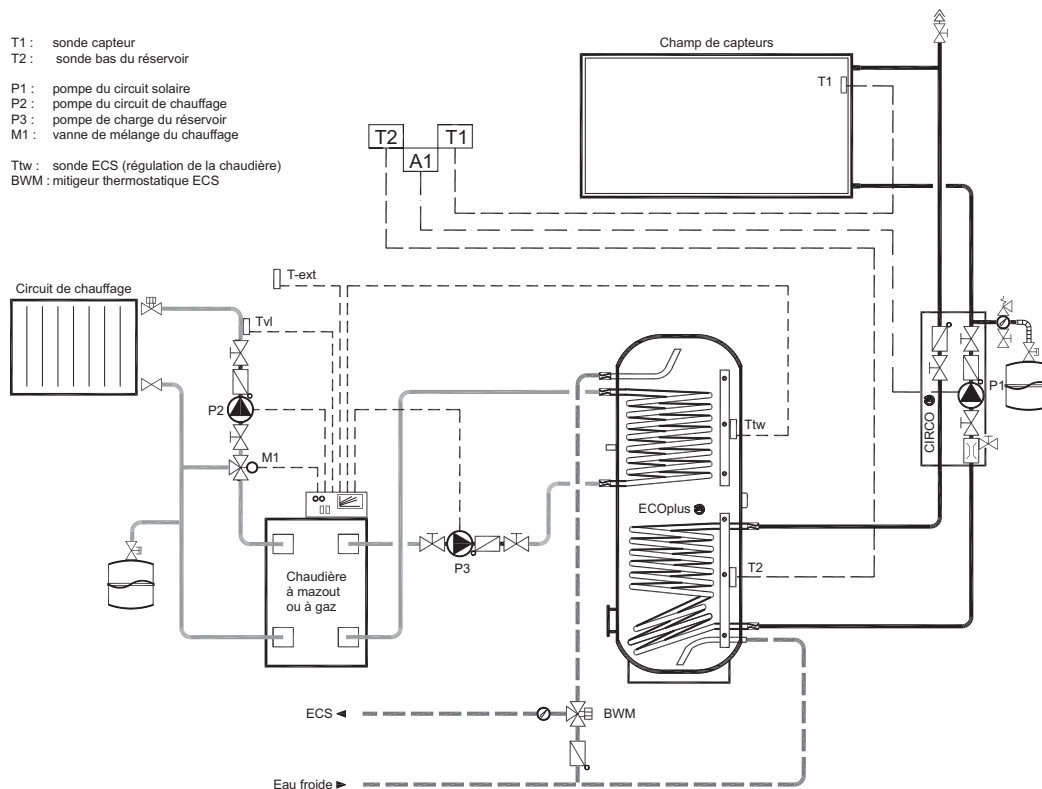 T1 : sonde capteur
T2 : sonde bas du réservoir
P1 : pompe du circuit solaire
P2 : pompe du circuit de chauffage
P3 : pompe de charge du réservoir
M1 : vanne de mélange du chauffage
Ttw : sonde ECS (régulation de la chaudière)
BWM : mitigeur thermostatique ECS
Champ de capteurs
T1
T2
T1
A1
T-ext
Circuit de chauffage
Tvl
P2
M1
P1
CIRCO
Ttw
ECOplus
T2
P3
Chaudière
à mazout
ou à gaz
ECS
BWM
Eau froide